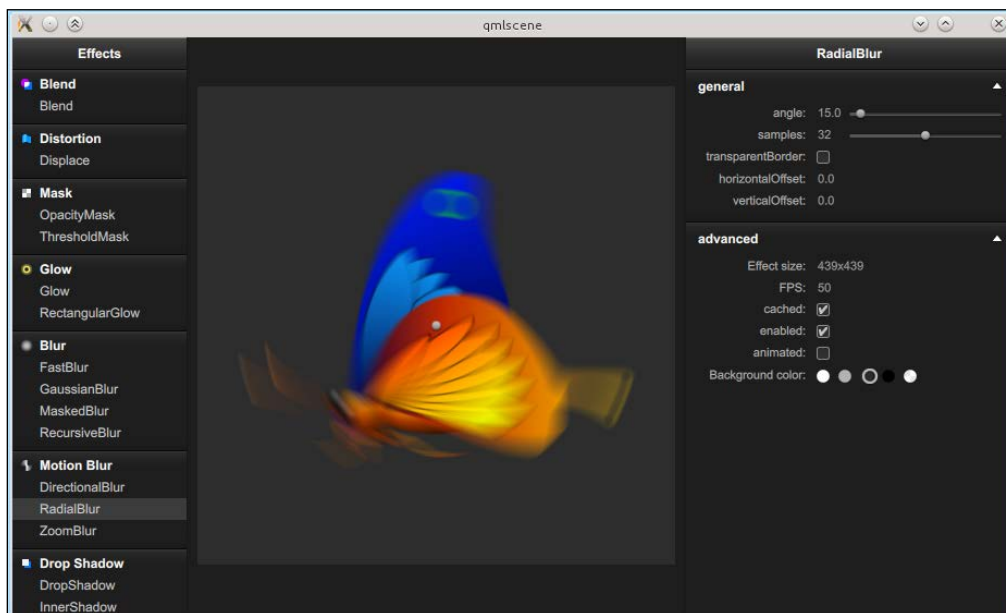 qmlscene
Effects
Blend
Blend
Distortion
Displace
Mask
OpacityMask
ThresholdMask
Glow
Glow
RectangularGlow
Blur
FastBlur
GaussianBlur
MaskedBlur
RecursiveBlur
Motion Blur
DirectionalBlur
RadialBlur
ZoomBlur
Drop Shadow
DropShadow
InnerShadow
RadialBlur
general
angle: 15.0
samples: 32
transparentBorder:
horizontalOffset: 0.0
verticalOffset: 0.0
advanced
Effect size: 439x439
FPS: 50
cached:
enabled:
animated:
Background color: